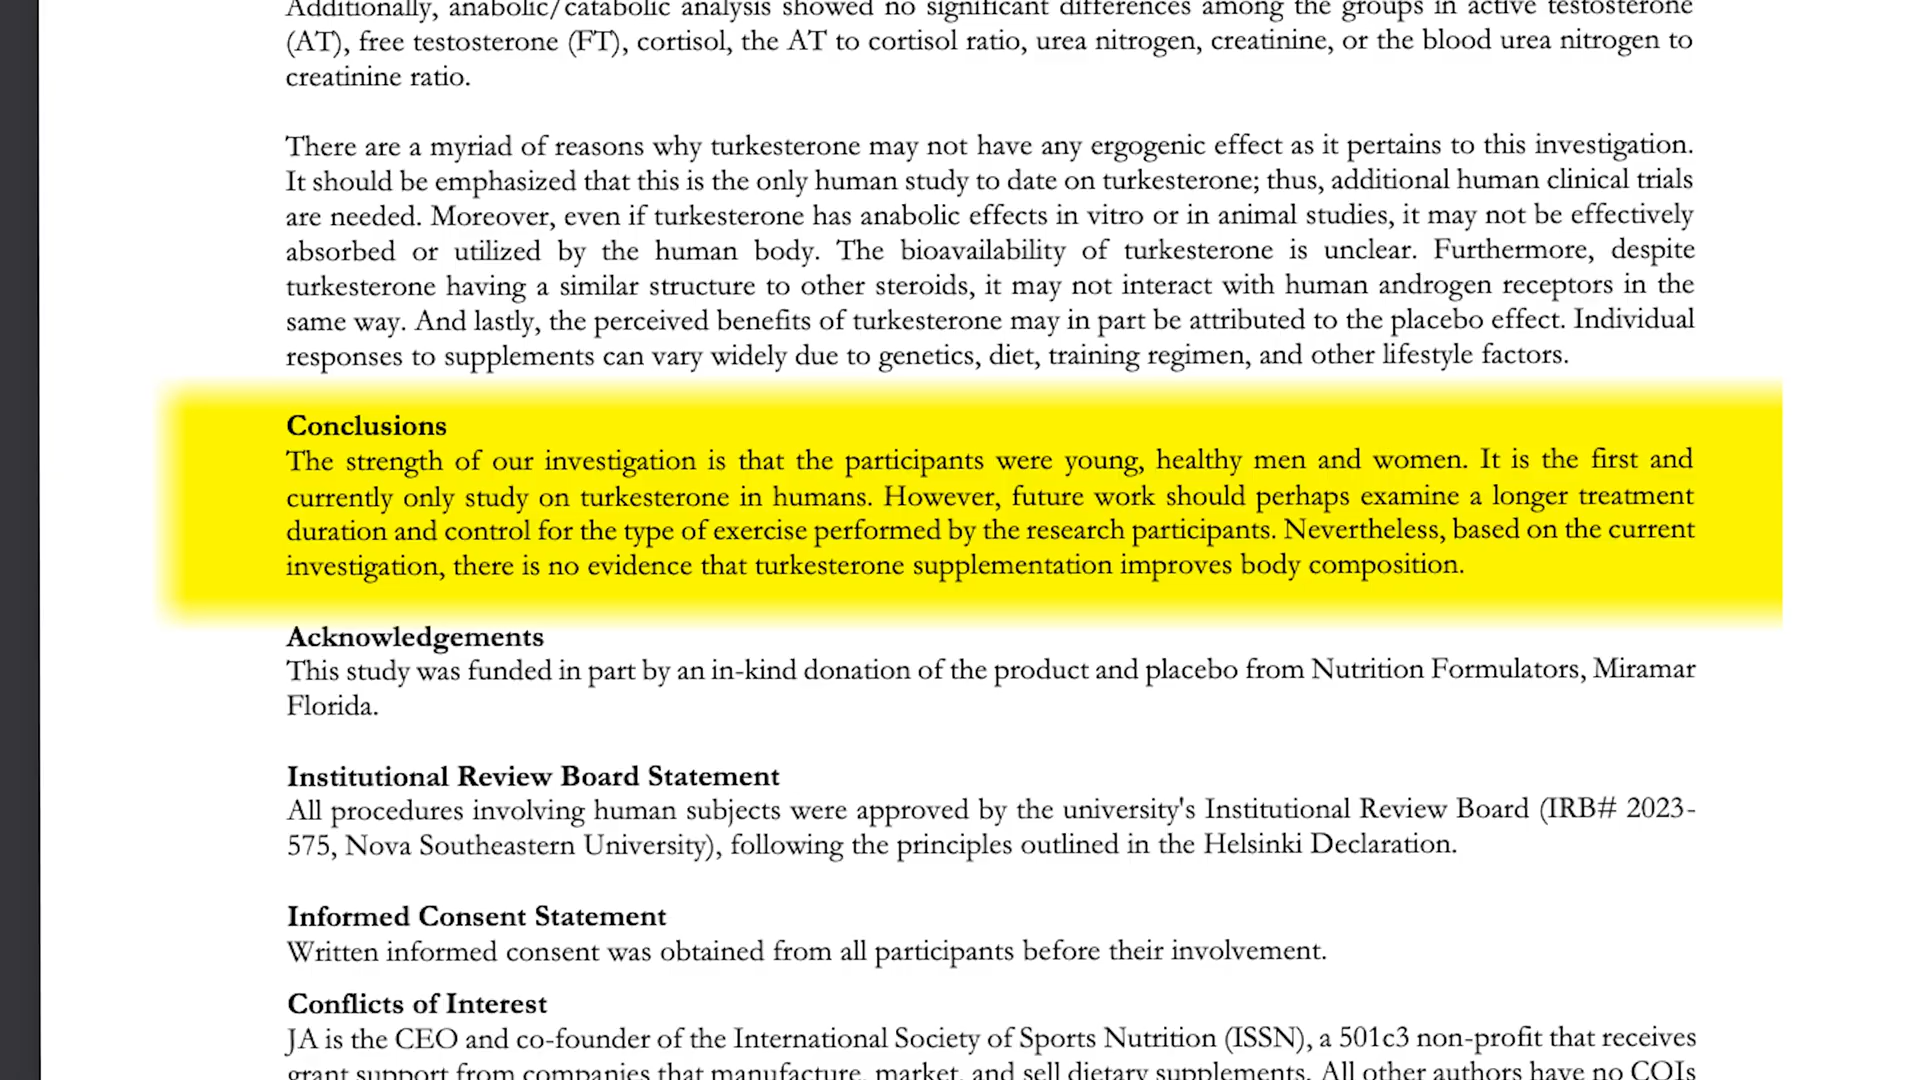 Additionally, anabolic/catabolic analysis showed no significant differences among the groups in active testosterone
(AT), free testosterone (FT), cortisol, the AT to cortisol ratio, urea nitrogen, creatinine, or the blood urea nitrogen to
creatinine ratio.
There are a myriad of reasons why turkesterone may not have any ergogenic effect as it pertains to this investigation.
It should be emphasized that this is the only human study to date on turkesterone; thus, additional human clinical trials
are needed. Moreover, even if turkesterone has anabolic effects in vitro or in animal studies, it may not be effectively
absorbed or utilized by the human body. The bioavailability of turkesterone is unclear. Furthermore, despite
turkesterone having a similar structure to other steroids, it may not interact with human androgen receptors in the
same way. And lastly, the perceived benefits of turkesterone may in part be attributed to the placebo effect. Individual
responses to supplements can vary widely due to genetics, diet, training regimen, and other lifestyle factors.
Conclusions
The strength of our investigation is that the participants were young, healthy men and women. It is the first and
currently only study on turkesterone in humans. However, future work should perhaps examine a longer treatment
duration and control for the type of exercise performed by the research participants. Nevertheless, based on the current
investigation, there is no evidence that turkesterone supplementation improves body composition.
Acknowledgements
This study was funded in part by an in-kind donation of the product and placebo from Nutrition Formulators, Miramar
Florida.
Institutional Review Board Statement
All procedures involving human subjects were approved by the university's Institutional Review Board (IRB# 2023-
575, Nova Southeastern University), following the principles outlined in the Helsinki Declaration.
Informed Consent Statement
Written informed consent was obtained from all participants before their involvement.
Conflicts of Interest
JA is the CEO and co-founder of the International Society of Sports Nutrition (ISSN), a 501c3 non-profit that receives
grant support from companies that manufacture, market, and sell dietary supplements. All other authors have no COIs